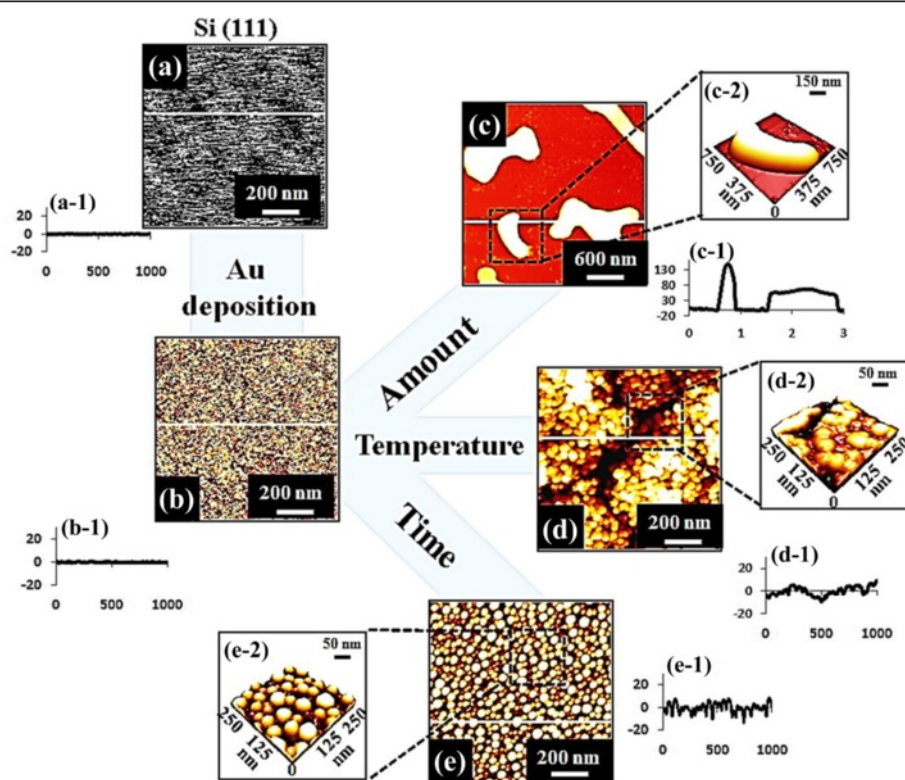 Si (111)
(a)
200 nm
(a-1)
20
0
-20
0 500 1000
Au
deposition
(b)
200 nm
(b-1)
20
0
-20
0 500 1000
Amount
Temperature
Time
(c)
600 nm
(c-2)
150 nm
750
375
nm
0
750
375
nm
(c-1)
130
80
30
-20
0 1 2 3
(d)
200 nm
(d-2)
50 nm
250
125
nm
0
250
125
nm
(d-1)
20
0
-20
0 500 1000
(e)
200 nm
(e-2)
50 nm
250
125
nm
0
250
125
nm
(e-1)
20
0
-20
0 500 1000